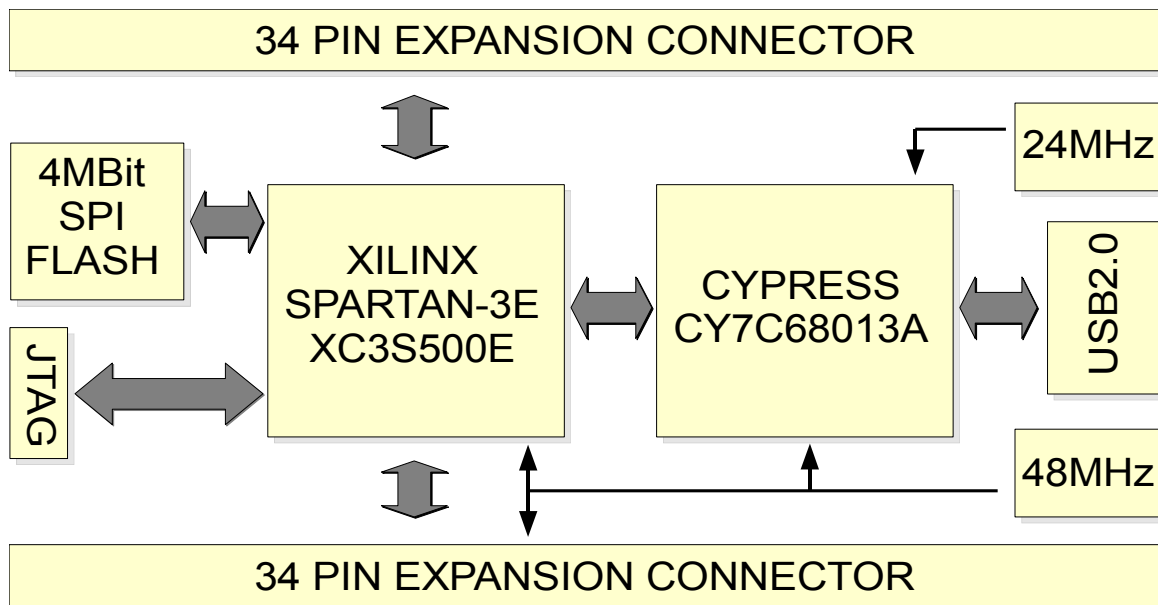 34 PIN EXPANSION CONNECTOR
24MHz
4MBit
SPI
FLASH
XILINX
SPARTAN-3E
XC3S500E
CYPRESS
CY7C68013A
USB2.0
JTAG
48MHz
34 PIN EXPANSION CONNECTOR